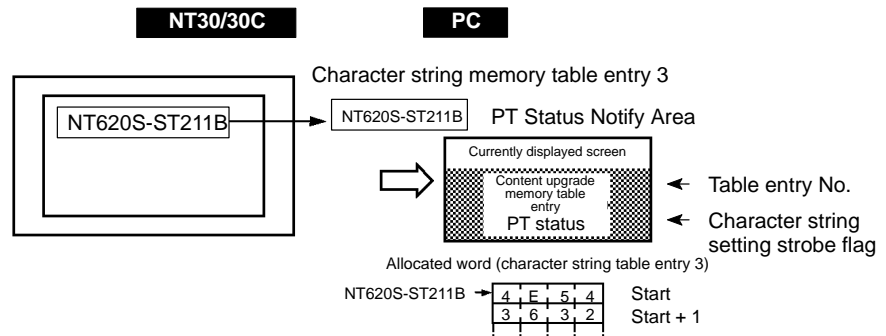 NT30/30C
PC
Character string memory table entry 3
NT620S-ST211B
NT620S-ST211B
PT Status Notify Area
Currently displayed screen
Content upgrade
memory table
entry
PT status
Table entry No.
Character string
setting strobe flag
Allocated word (character string table entry 3)
NT620S-ST211B
4 E 5 4
Start
3 6 3 2
Start + 1